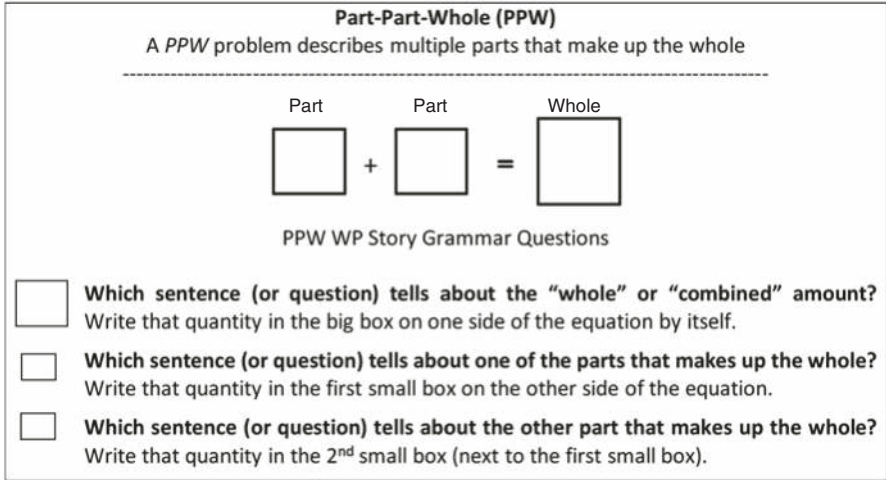 Part-Part-Whole (PPW)
A PPW problem describes multiple parts that make up the whole
--------------------------------------------------------------------------------------------
Part Part Whole
+ =
PPW WP Story Grammar Questions
Which sentence (or question) tells about the “whole” or “combined” amount?
Write that quantity in the big box on one side of the equation by itself.
Which sentence (or question) tells about one of the parts that makes up the whole?
Write that quantity in the first small box on the other side of the equation.
Which sentence (or question) tells about the other part that makes up the whole?
Write that quantity in the 2nd small box (next to the first small box).